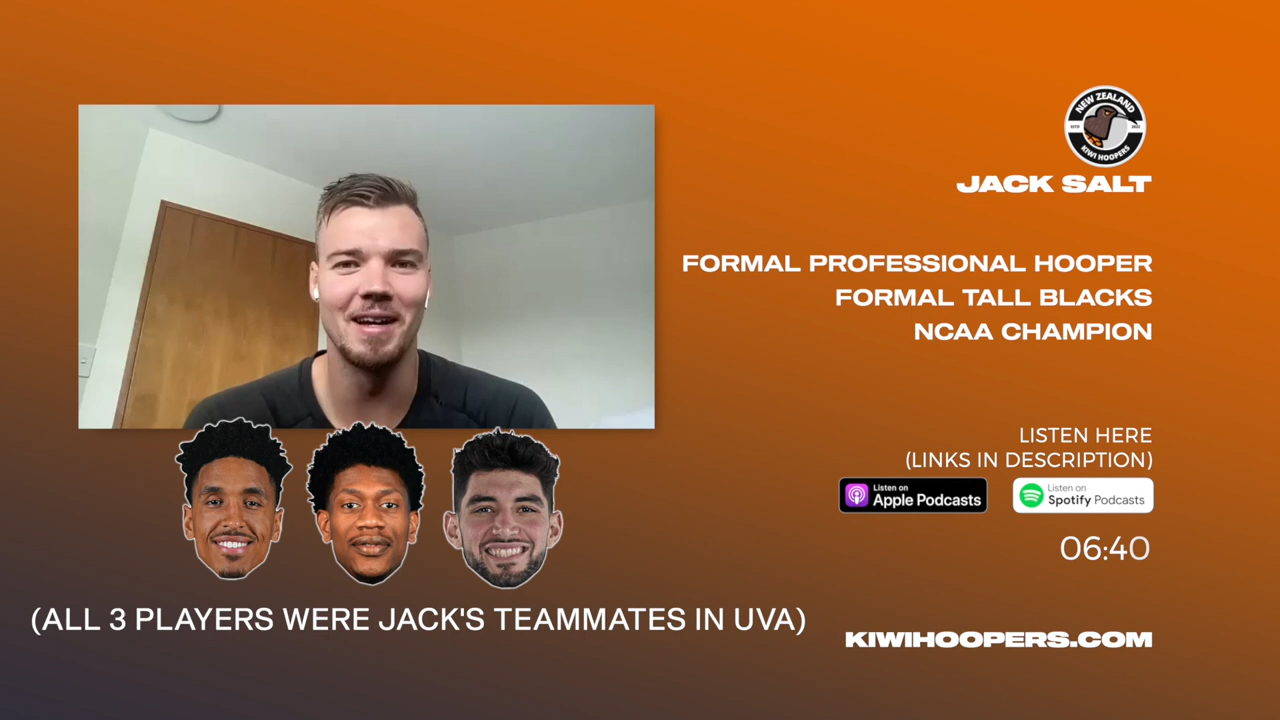 NEW ZEALAND
KIWI HOOPERS
JACK SALT
FORMAL PROFESSIONAL HOOPER
FORMAL TALL BLACKS
NCAA CHAMPION
LISTEN HERE
(LINKS IN DESCRIPTION)
Listen on
Apple Podcasts
Listen on
Spotify Podcasts
06:40
(ALL 3 PLAYERS WERE JACK'S TEAMMATES IN UVA)
KIWIHOOPERS.COM